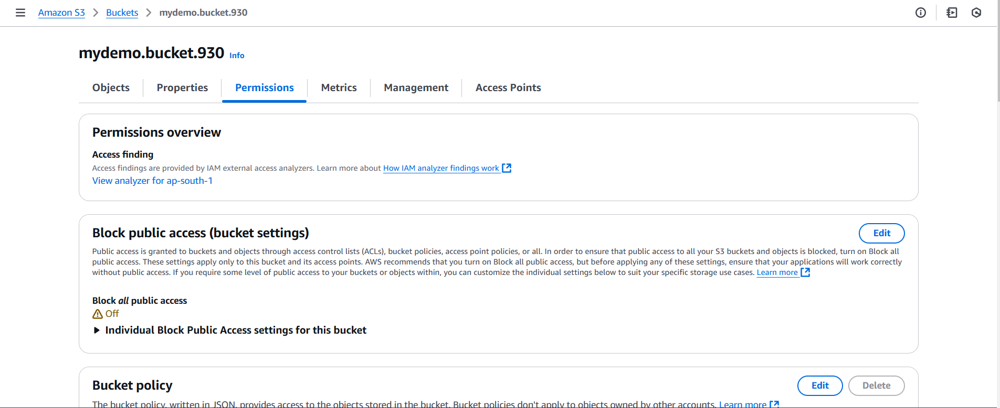 Amazon S3 > Buckets > mydemo.bucket.930
mydemo.bucket.930 Info
Objects Properties Permissions Metrics Management Access Points
Permissions overview
Access finding
Access findings are provided by IAM external access analyzers. Learn more about How IAM analyzer findings work
View analyzer for ap-south-1
Block public access (bucket settings) Edit
Public access is granted to buckets and objects through access control lists (ACLs), bucket policies, access point policies, or all. In order to ensure that public access to all your S3 buckets and objects is blocked, turn on Block all
public access. These settings apply only to this bucket and its access points. AWS recommends that you turn on Block all public access, but before applying any of these settings, ensure that your applications will work correctly
without public access. If you require some level of public access to your buckets or objects within, you can customize the individual settings below to suit your specific storage use cases. Learn more
Block all public access
Off
Individual Block Public Access settings for this bucket
Bucket policy Edit Delete
The bucket policy, written in JSON, provides access to the objects stored in the bucket. Bucket policies don't apply to objects owned by other accounts. Learn more